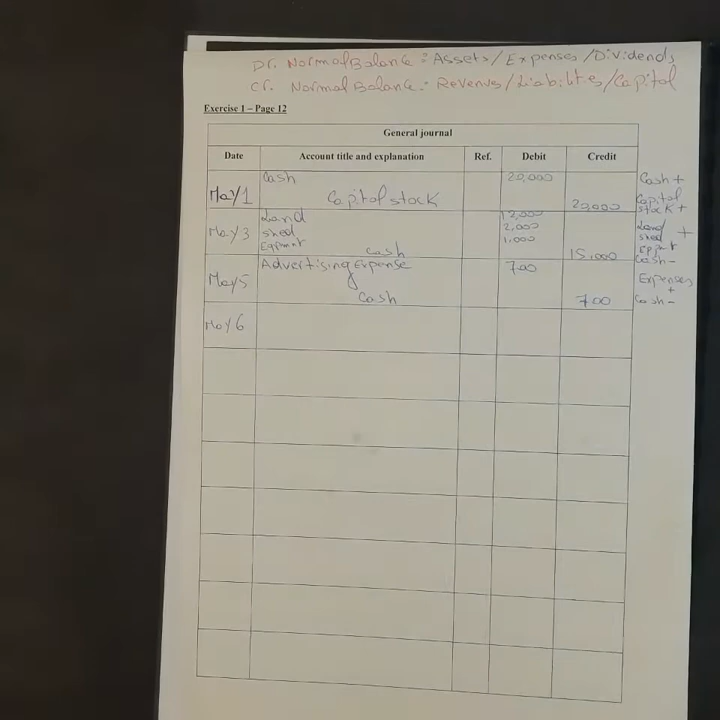 Dr. Normal Balance: Assets/Expenses/Dividends
Cr. Normal Balance: Revenus/Liabilities/Capital
Exercise 1 – Page 12
General journal
Date Account title and explanation Ref. Debit Credit
May 1 Cash 20,000 Cash +
Capital stock 20,000 Capital stock +
May 3 Land 12,000 Land +
Shed 2,000 shed
Eqpmnt 1,000 Eqpmt
Cash 15,000 Cash -
May 5 Advertising Expense 700 Expenses +
Cash 700 Cash -
May 6